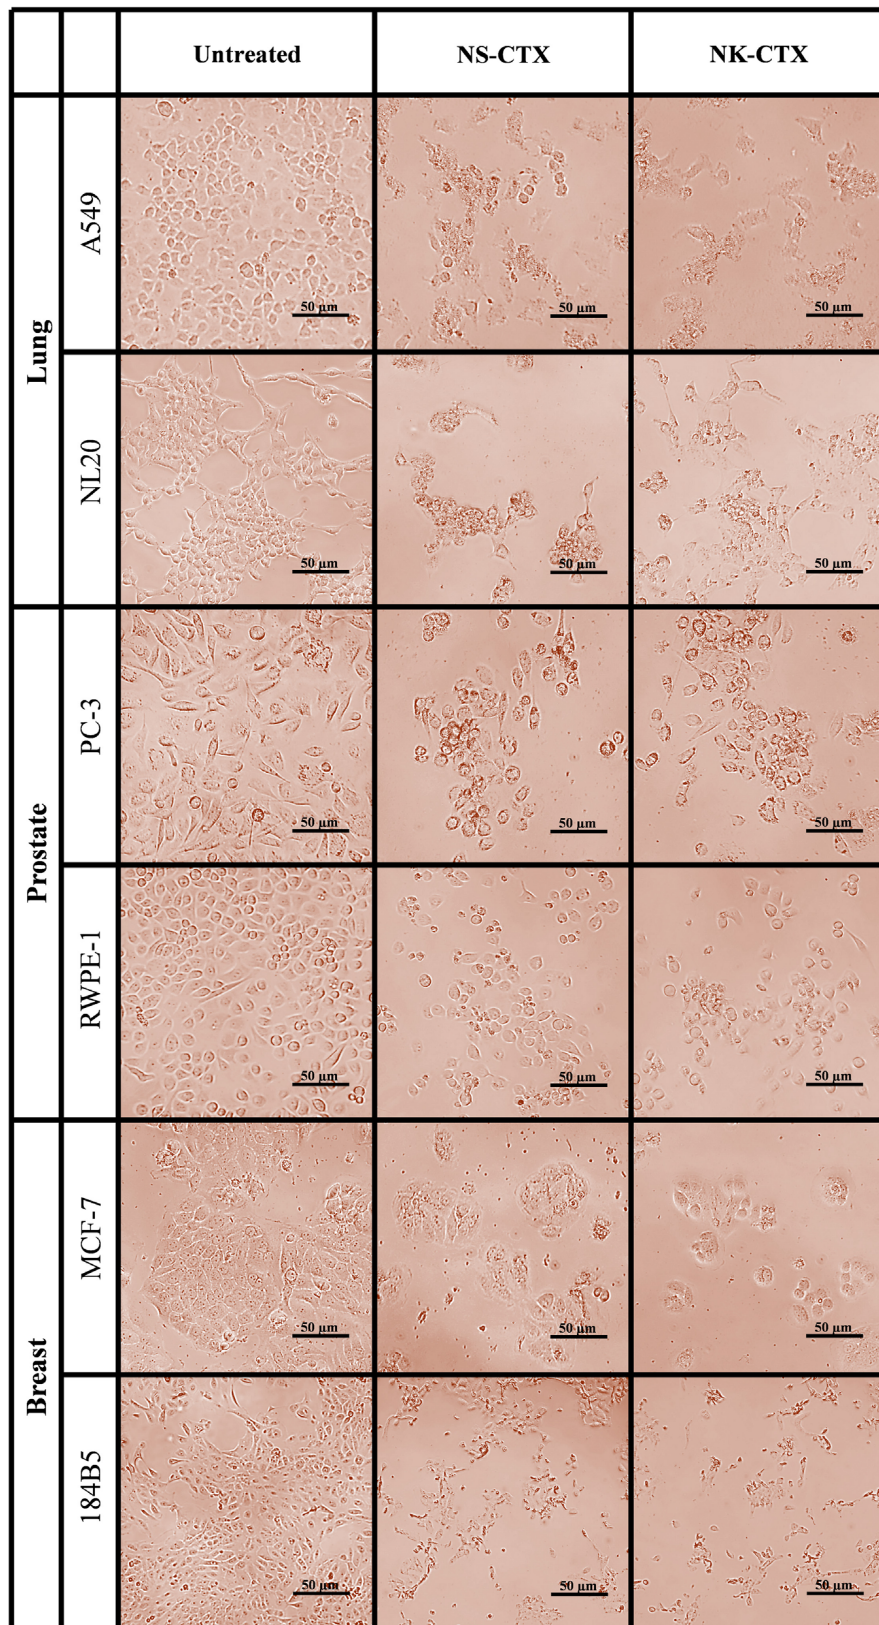 Untreated NS-CTX NK-CTX
Lung
A549
50 µm 50 µm 50 µm
NL20
50 µm 50 µm 50 µm
Prostate
PC-3
50 µm 50 µm 50 µm
RWPE-1
50 µm 50 µm 50 µm
Breast
MCF-7
50 µm 50 µm 50 µm
184B5
50 µm 50 µm 50 µm